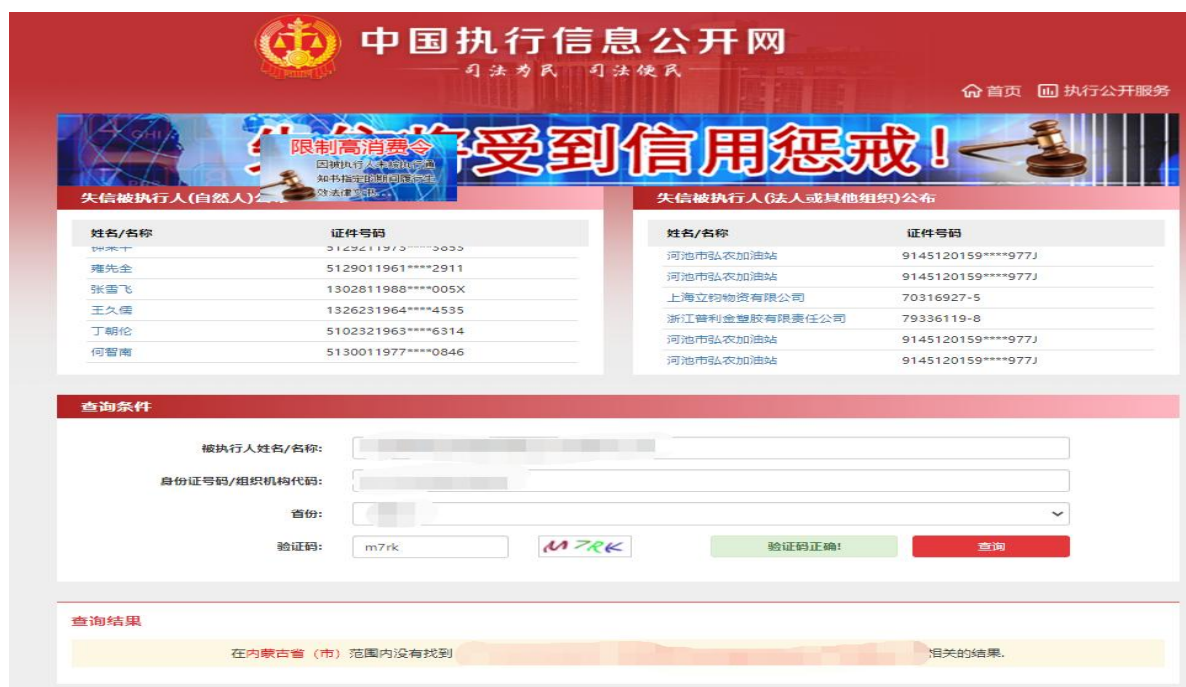 中国执行信息公开网
司法为民 司法便民
首页 执行公开服务
受到信用惩戒！
限制高消费令
失信被执行人(自然人)公
失信被执行人(法人或其他组织)公布
姓名/名称 证件号码
雍先全 5129011961****2911
张雪飞 1302811988****005X
王久儒 1326231964****4535
丁朝伦 5102321963****6314
何智南 5130011977****0846
姓名/名称 证件号码
河池市弘农加油站 9145120159****977J
河池市弘农加油站 9145120159****977J
上海立钧物资有限公司 70316927-5
浙江普利金塑胶有限责任公司 79336119-8
河池市弘农加油站 9145120159****977J
河池市弘农加油站 9145120159****977J
查询条件
被执行人姓名/名称:
身份证号码/组织机构代码:
省份:
验证码: m7rk M7RK 验证码正确! 查询
查询结果
在内蒙古省（市）范围内没有找到 相关的结果.